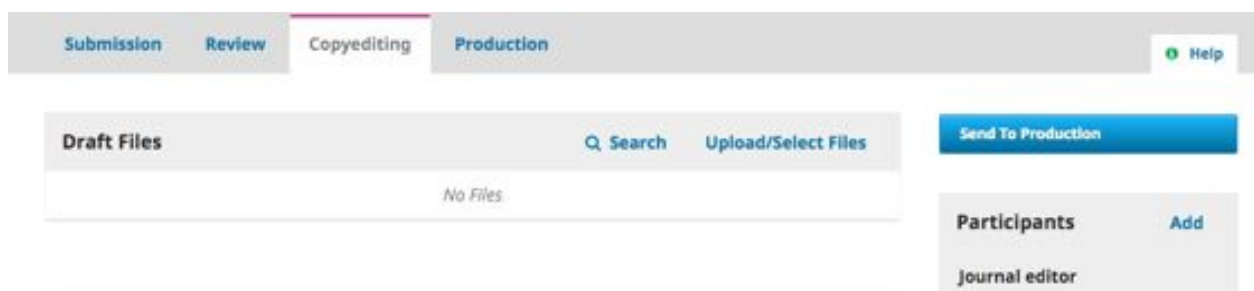 Submission Review Copyediting Production
Help
Draft Files Search Upload/Select Files
No Files
Send To Production
Participants Add
Journal editor